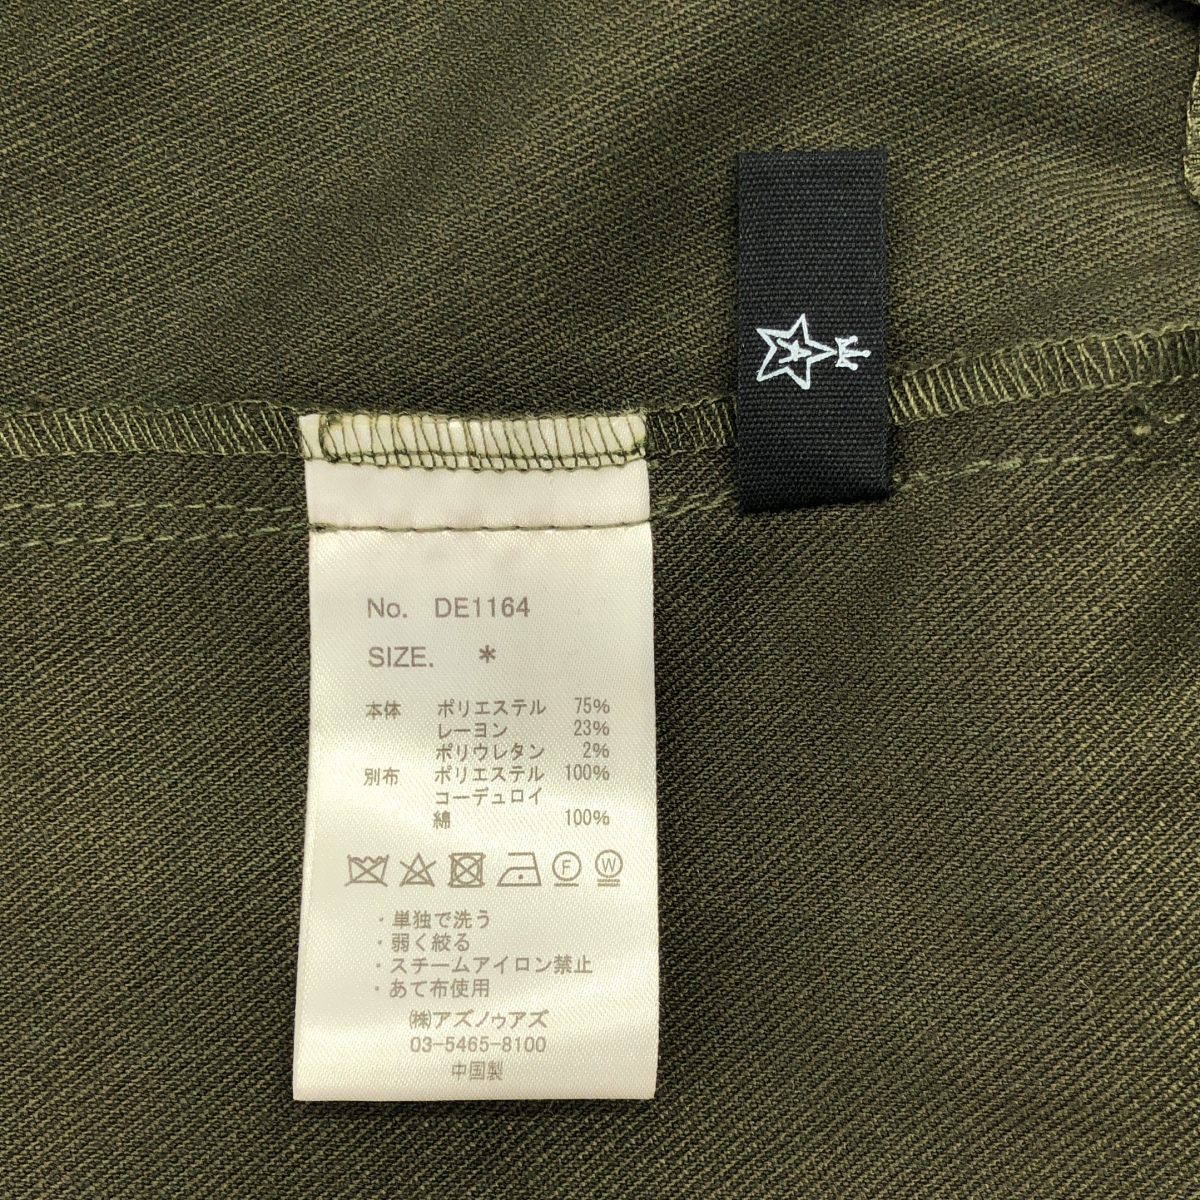 No. DE1164
SIZE. *
本体 ポリエステル 75%
レーヨン 23%
ポリウレタン 2%
別布 ポリエステル 100%
コーデュロイ
綿 100%
F W
・単独で洗う
・弱く絞る
・スチームアイロン禁止
・あて布使用
㈱アズノゥアズ
03-5465-8100
中国製
A